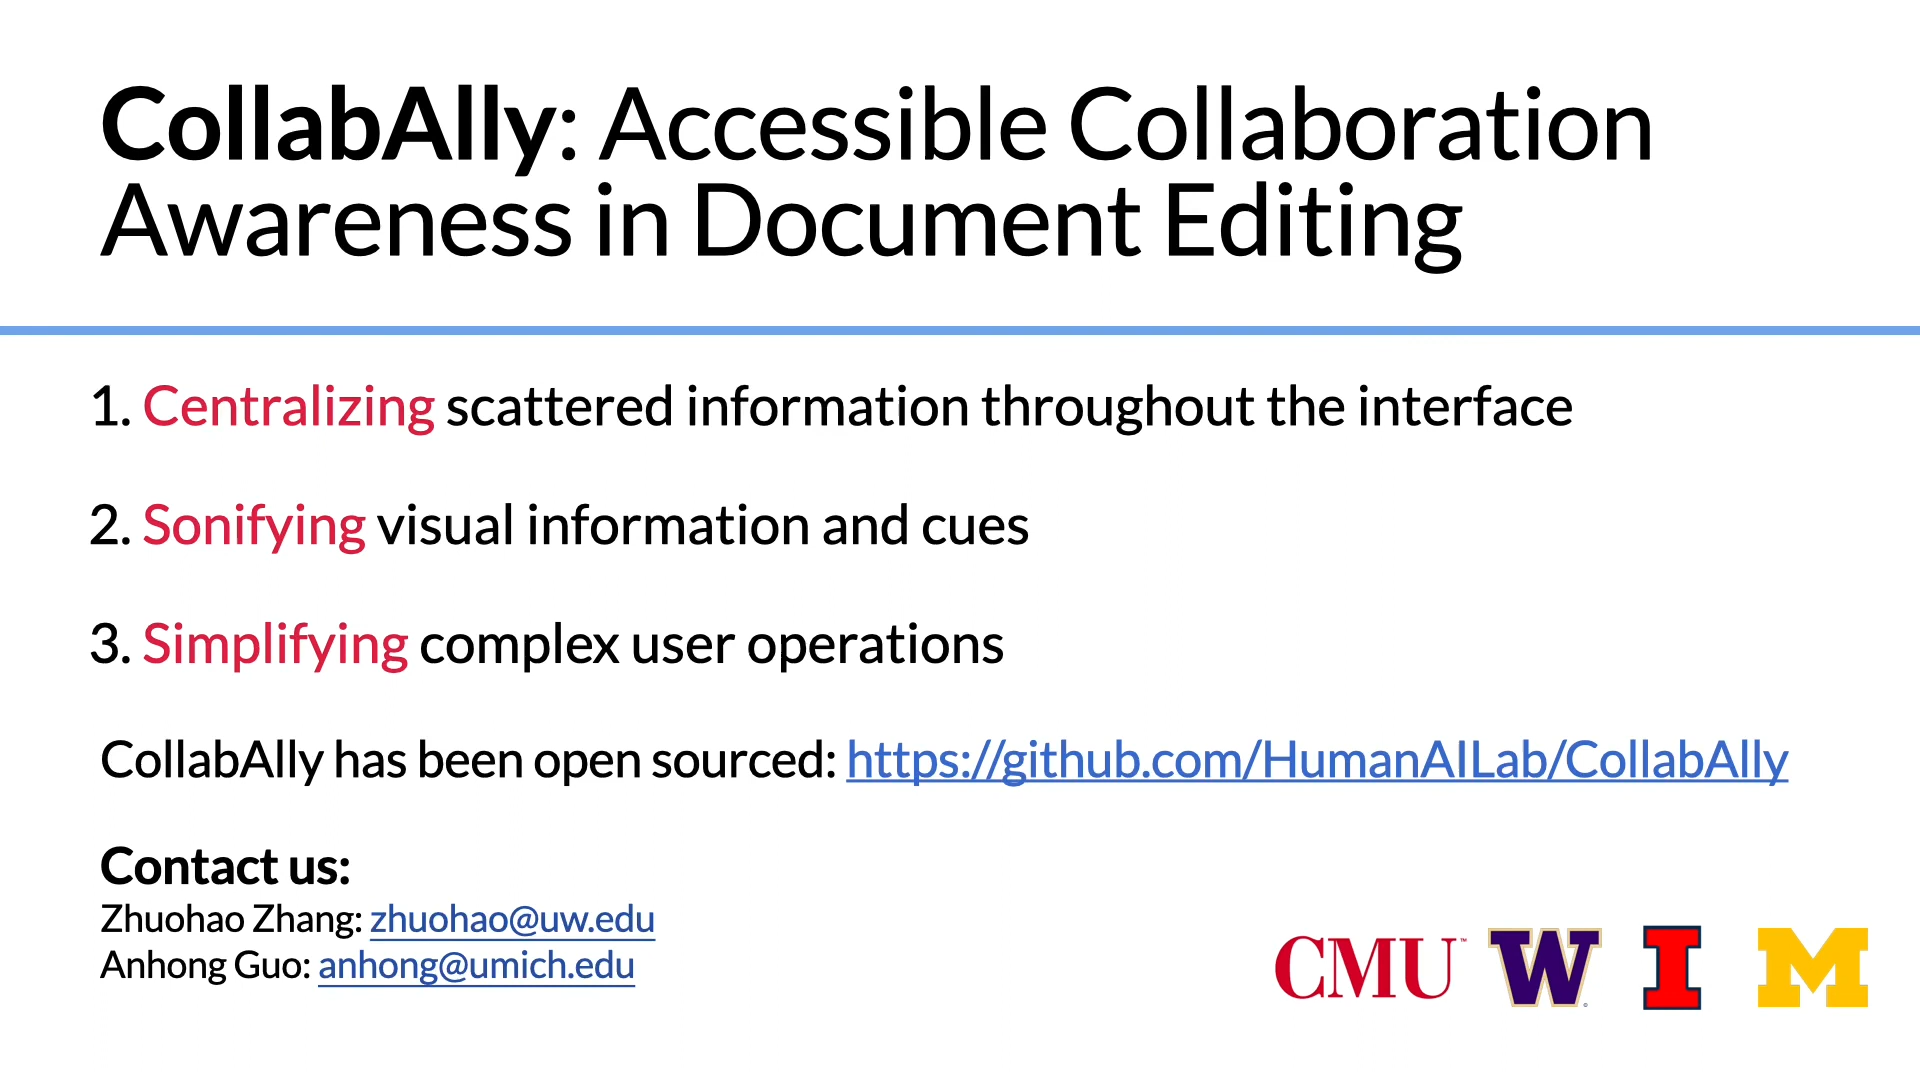 CollabAlly: Accessible Collaboration
Awareness in Document Editing
1. Centralizing scattered information throughout the interface
2. Sonifying visual information and cues
3. Simplifying complex user operations
CollabAlly has been open sourced: https://github.com/HumanAILab/CollabAlly
Contact us:
Zhuohao Zhang: zhuohao@uw.edu
Anhong Guo: anhong@umich.edu
CMU™ W® I M